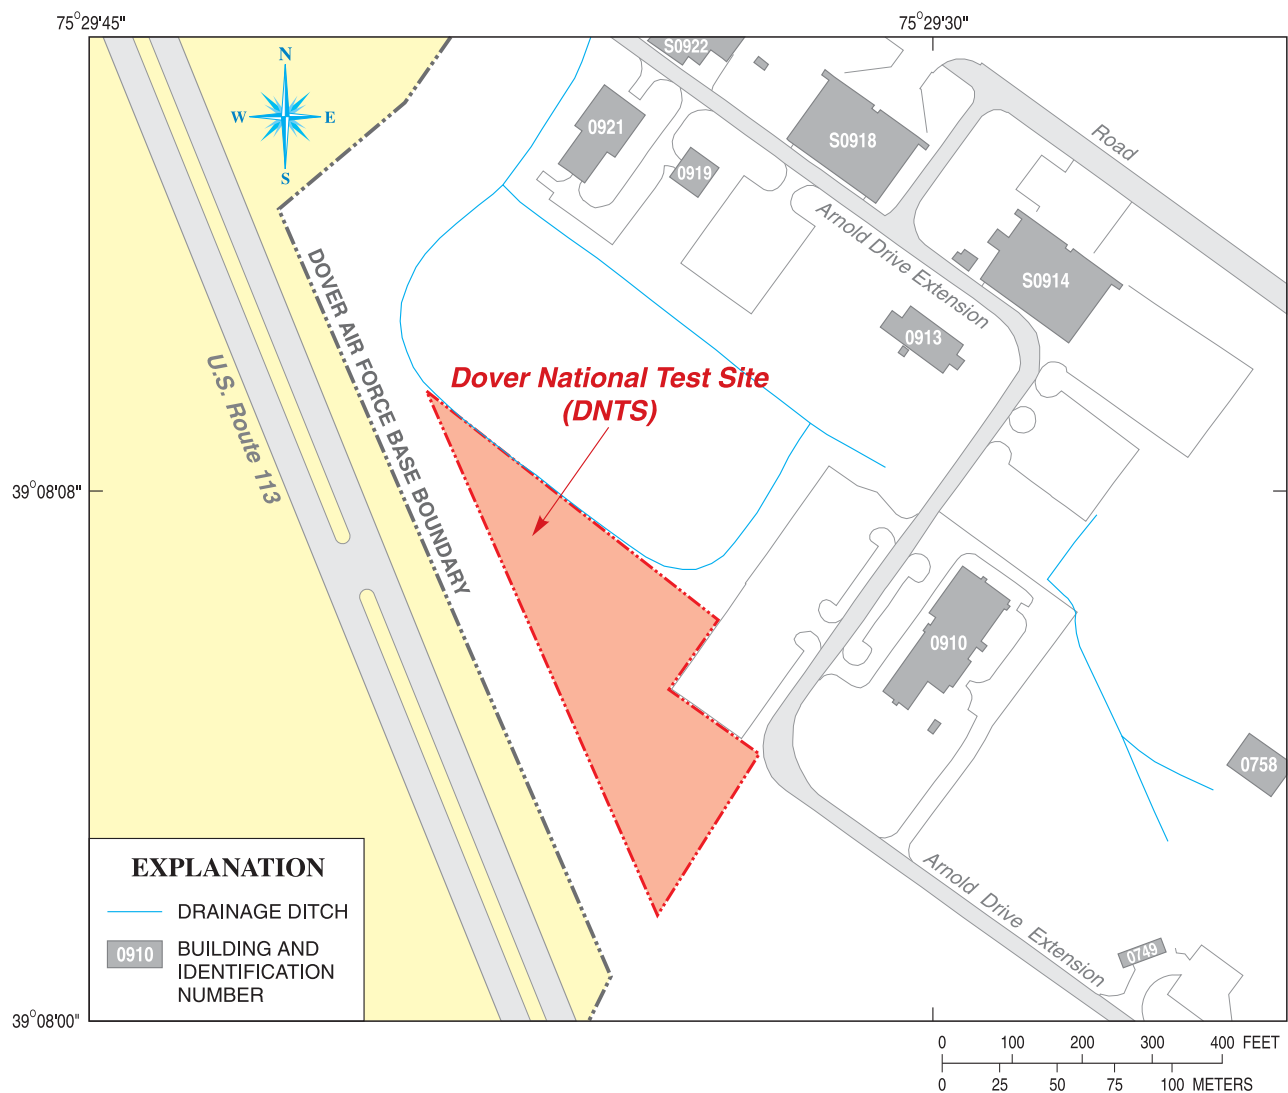 75°29'45"
75°29'30"
N
W
E
S
S0922
0921
S0918
Road
0919
Arnold Drive Extension
S0914
0913
DOVER AIR FORCE BASE BOUNDARY
U.S. Route 113
Dover National Test Site
(DNTS)
39°08'08"
0910
0758
Arnold Drive Extension
0749
EXPLANATION
DRAINAGE DITCH
0910
BUILDING AND
IDENTIFICATION
NUMBER
39°08'00"
0 100 200 300 400 FEET
0 25 50 75 100 METERS